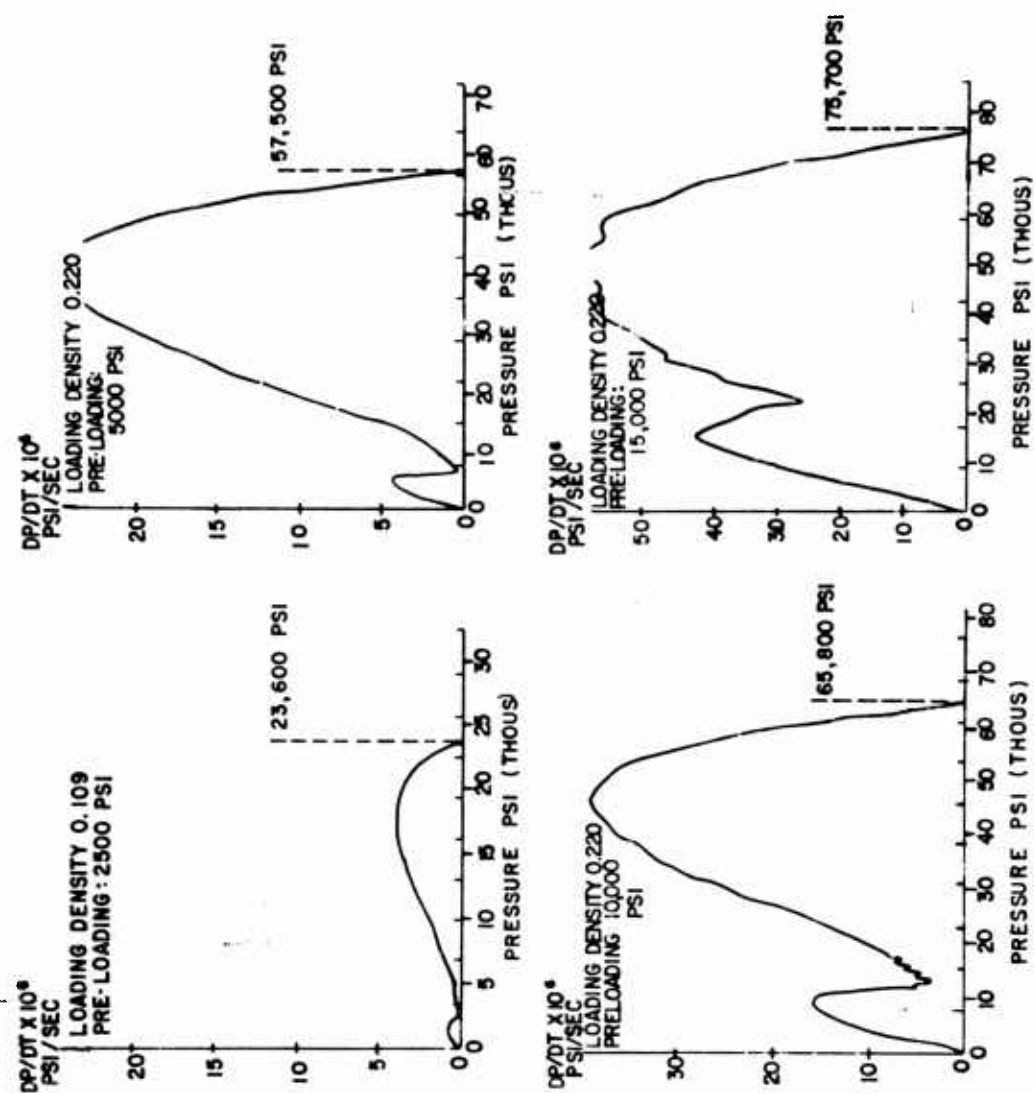 DP/DT X 10⁶
PSI/SEC
LOADING DENSITY 0.109
PRE-LOADING: 2500 PSI
20
15
10
5
0
23,600 PSI
0
5
10
15
20
25
30
PRESSURE PSI (THOUS)
DP/DT X 10⁶
PSI/SEC
LOADING DENSITY 0.220
PRE-LOADING:
5000 PSI
20
15
10
5
0
57,500 PSI
0
10
20
30
40
50
60
70
PRESSURE PSI (THOUS)
DP/DT X 10⁶
PSI/SEC
LOADING DENSITY 0.220
PRELOADING 10,000
PSI
30
20
10
0
65,800 PSI
0
10
20
30
40
50
60
70
80
PRESSURE PSI (THOUS)
DP/DT X 10⁶
PSI/SEC
LOADING DENSITY 0.220
PRE-LOADING:
15,000 PSI
50
40
30
20
10
0
75,700 PSI
0
10
20
30
40
50
60
70
80
PRESSURE PSI (THOUS)